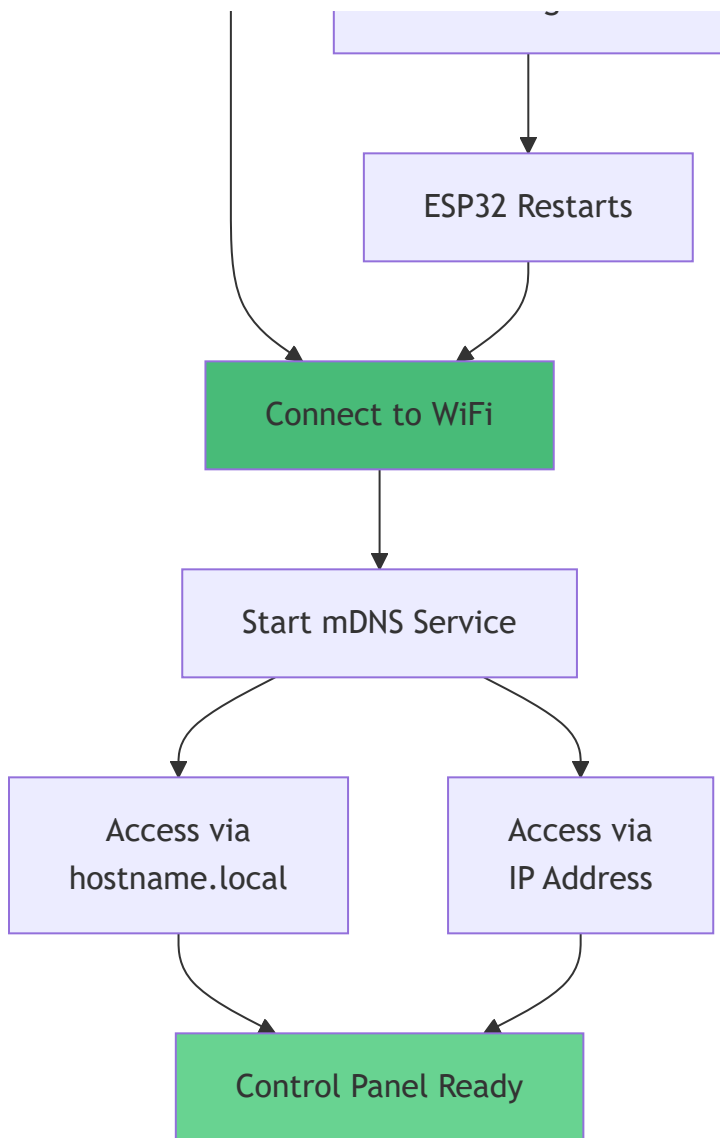 ESP32 Restarts
Connect to WiFi
Start mDNS Service
Access via
hostname.local
Access via
IP Address
Control Panel Ready